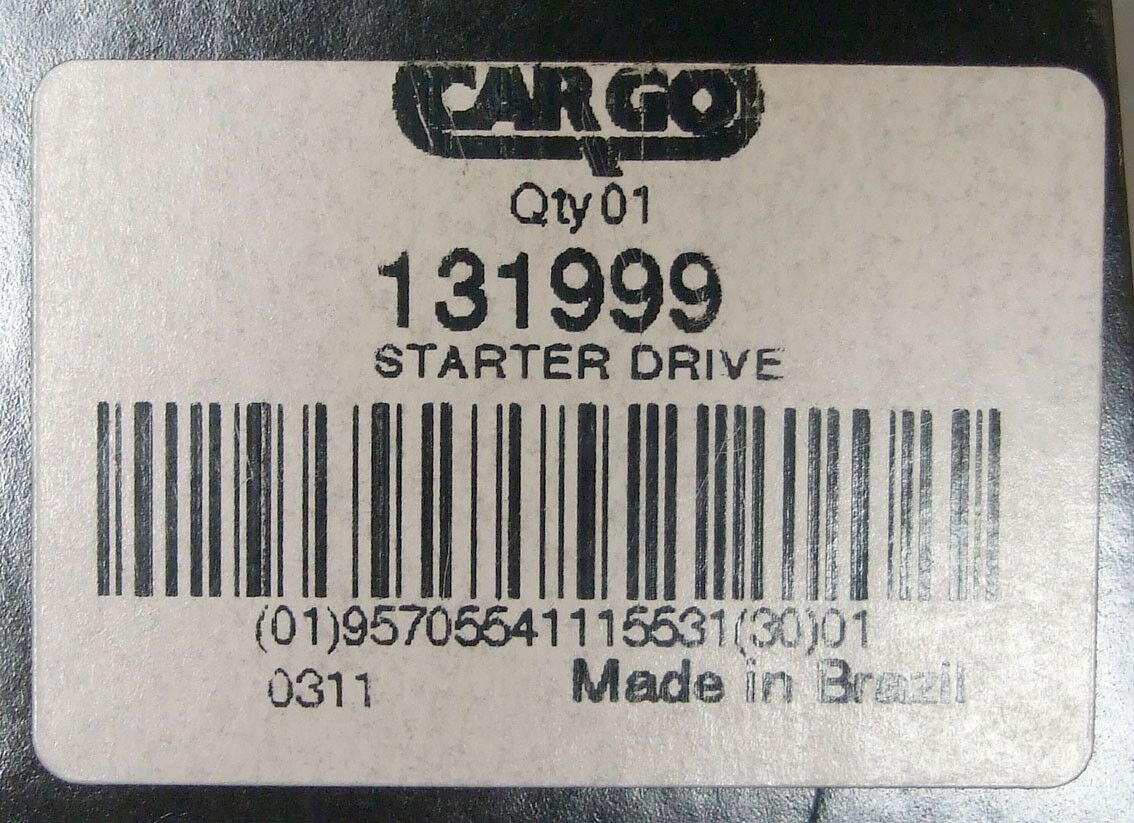 CARGO
Qty 01
131999
STARTER DRIVE
(01)95705541115531(30)01
0311 Made in Brazil